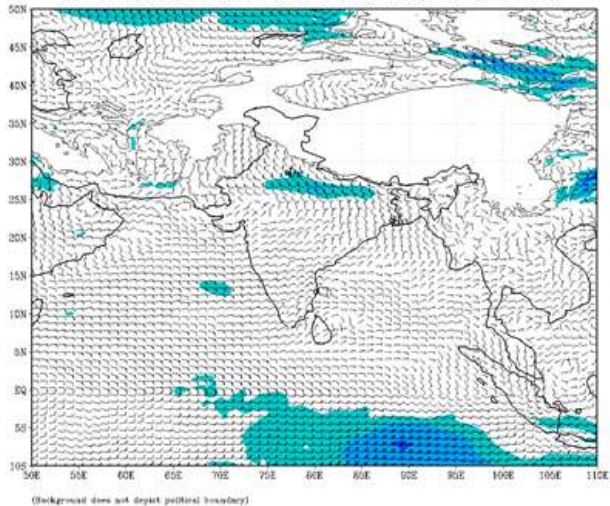 50N
45N
40N
35N
30N
25N
20N
15N
10N
5N
EQ
5S
10S
50E 55E 60E 65E 70E 75E 80E 85E 90E 95E 100E 105E 110E
(Background does not depict political boundary)